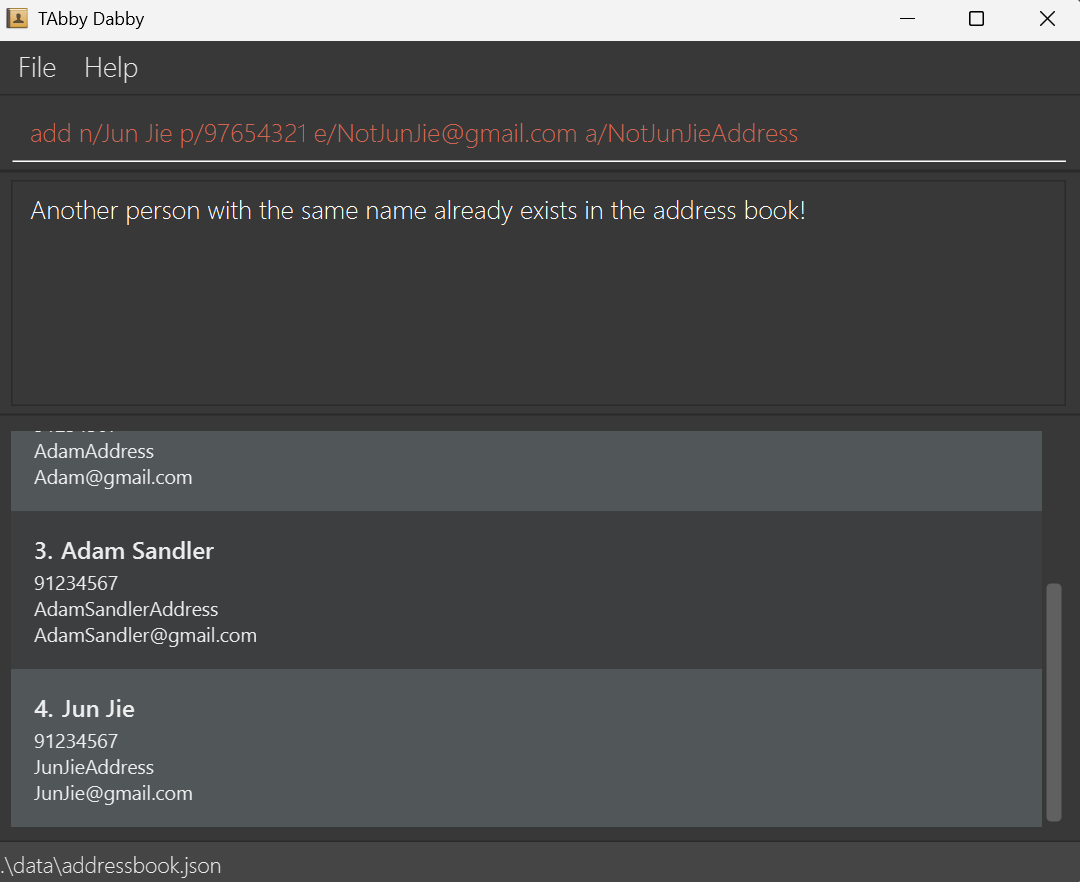 TAbby Dabby
File Help
add n/Jun Jie p/97654321 e/NotJunJie@gmail.com a/NotJunJieAddress
Another person with the same name already exists in the address book!
AdamAddress
Adam@gmail.com
3. Adam Sandler
91234567
AdamSandlerAddress
AdamSandler@gmail.com
4. Jun Jie
91234567
JunJieAddress
JunJie@gmail.com
.\data\addressbook.json